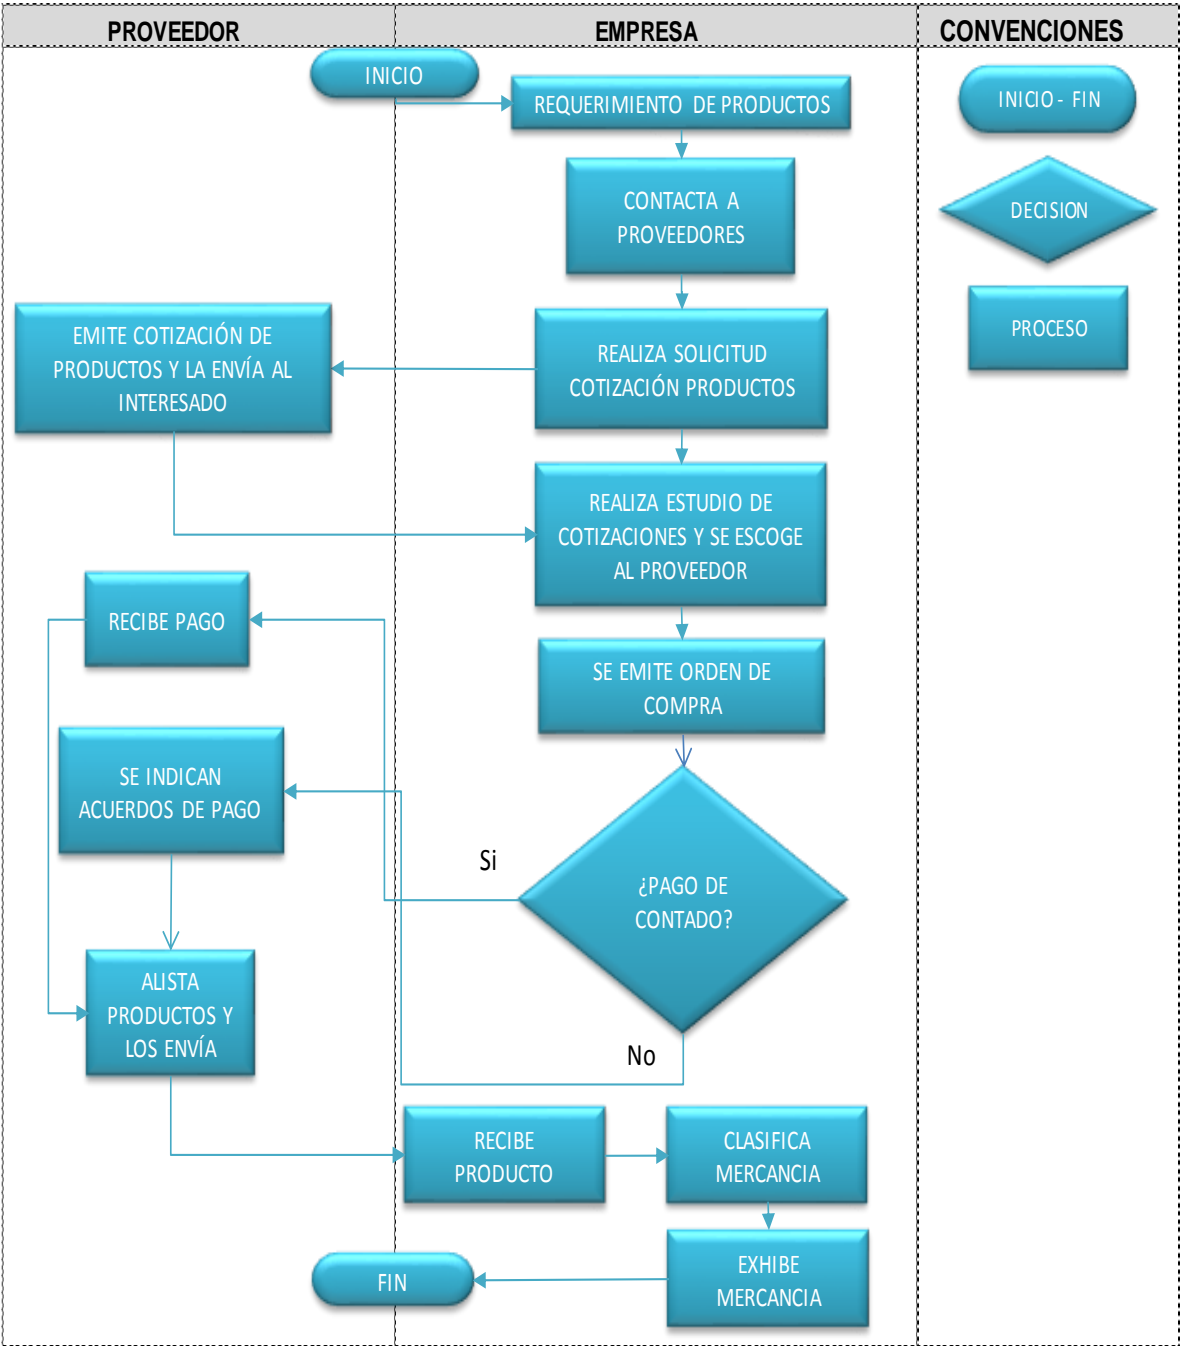 PROVEEDOR
EMPRESA
CONVENCIONES
INICIO
REQUERIMIENTO DE PRODUCTOS
INICIO - FIN
CONTACTA A
PROVEEDORES
DECISION
EMITE COTIZACIÓN DE
PRODUCTOS Y LA ENVÍA AL
INTERESADO
REALIZA SOLICITUD
COTIZACIÓN PRODUCTOS
PROCESO
REALIZA ESTUDIO DE
COTIZACIONES Y SE ESCOGE
AL PROVEEDOR
RECIBE PAGO
SE EMITE ORDEN DE
COMPRA
SE INDICAN
ACUERDOS DE PAGO
Si
¿PAGO DE
CONTADO?
ALISTA
PRODUCTOS Y
LOS ENVÍA
No
RECIBE
PRODUCTO
CLASIFICA
MERCANCIA
EXHIBE
MERCANCIA
FIN